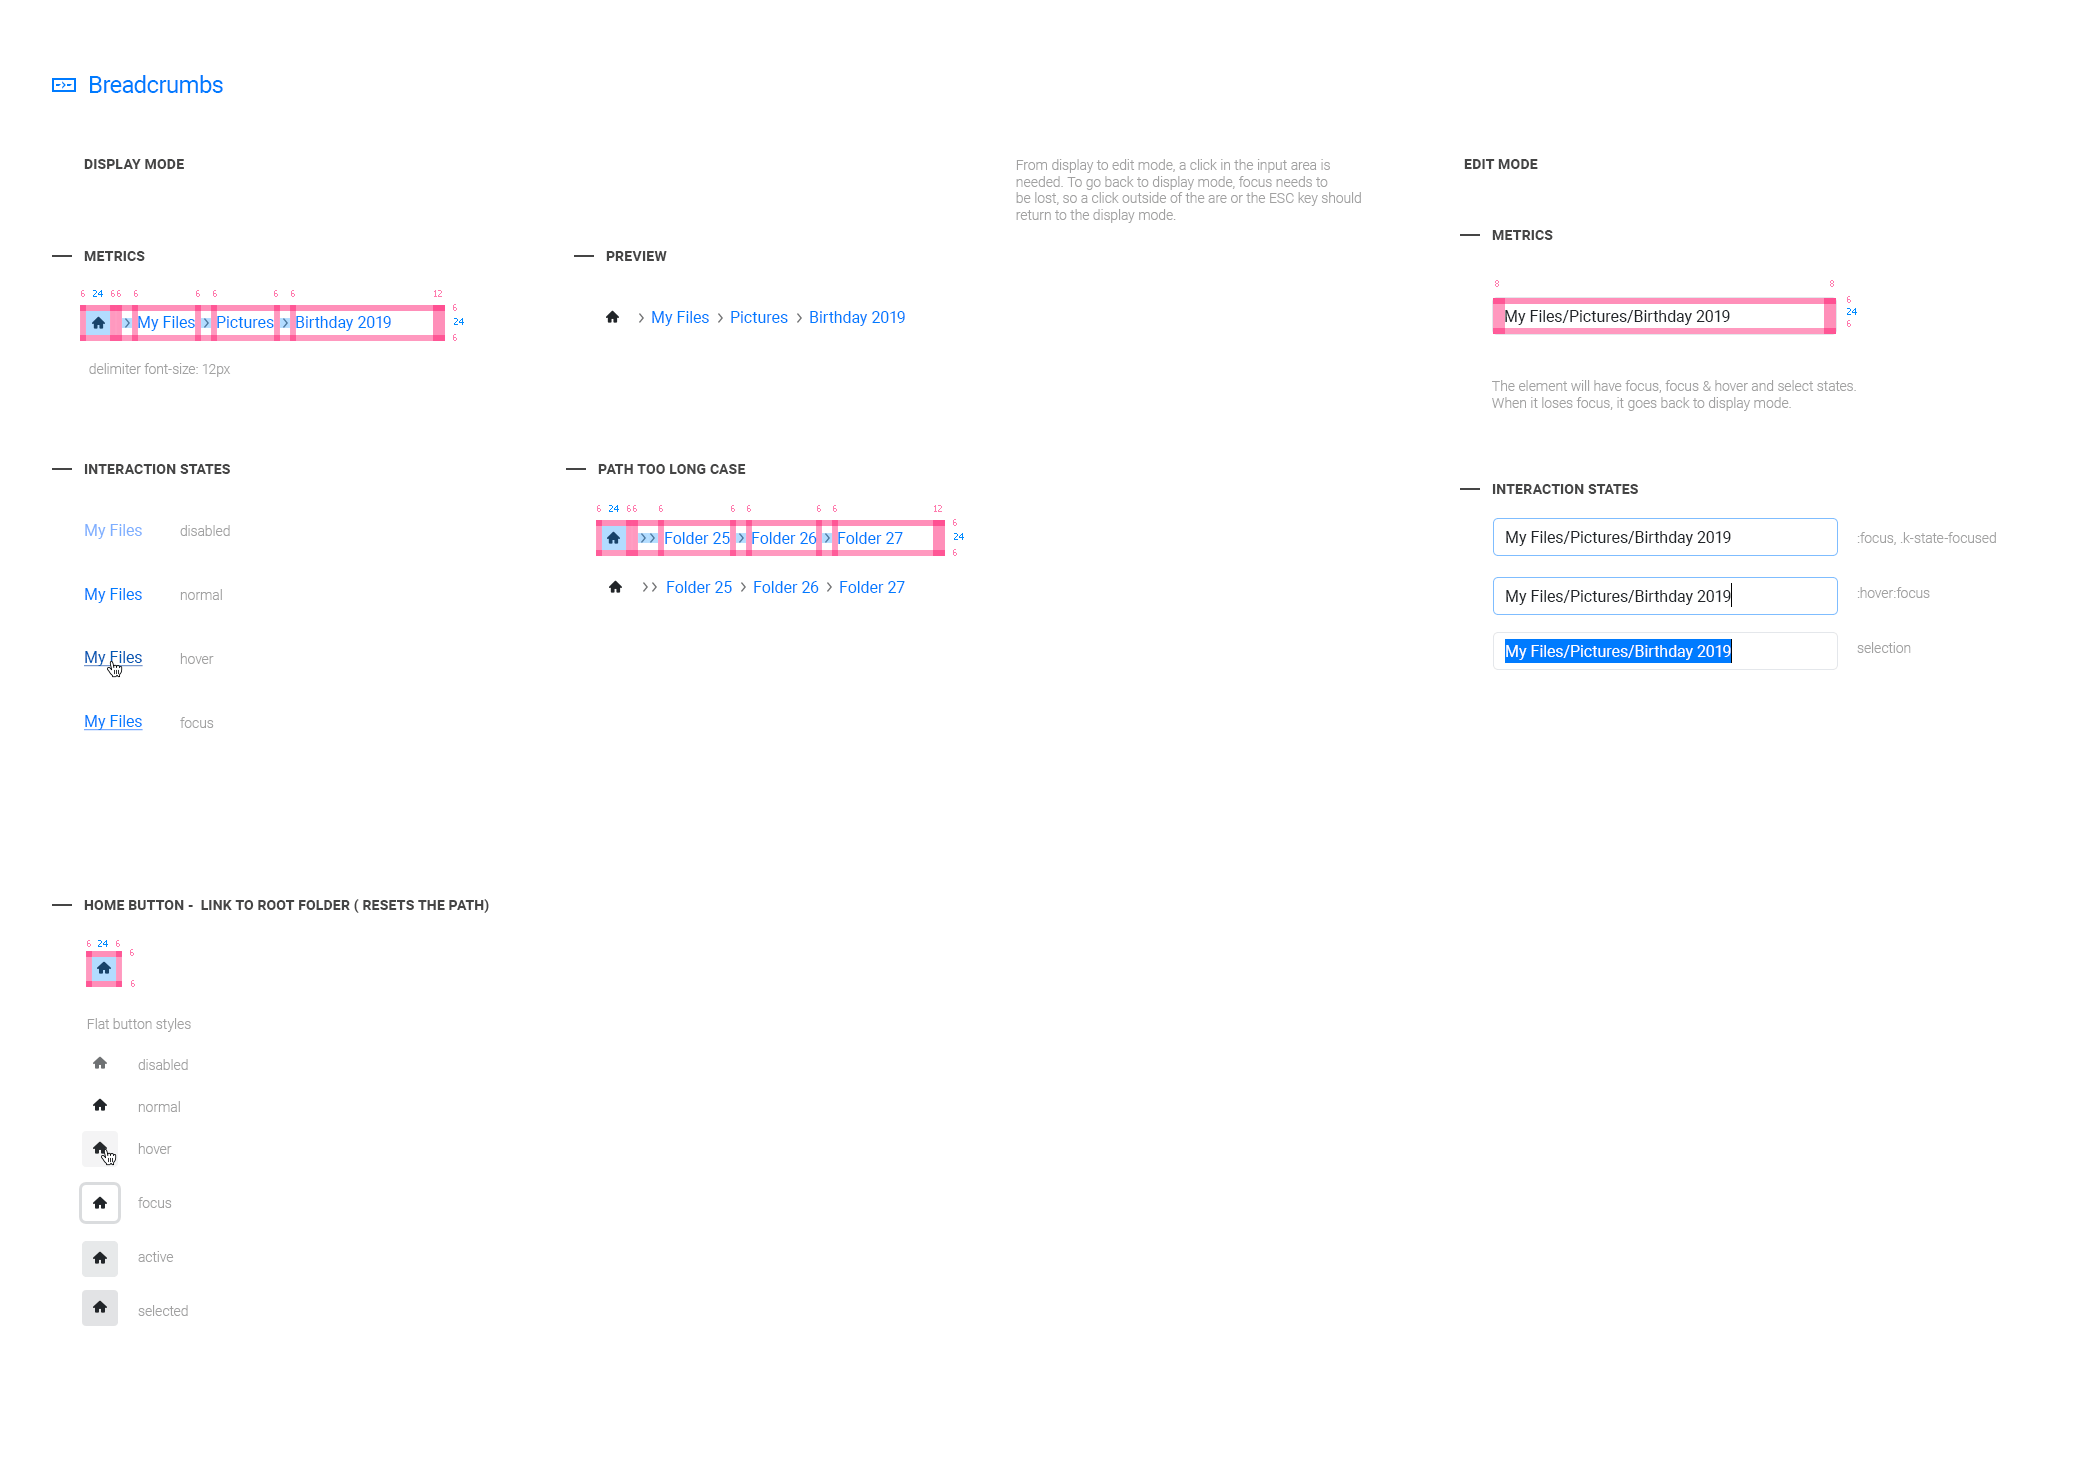 Breadcrumbs
DISPLAY MODE
From display to edit mode, a click in the input area is
needed. To go back to display mode, focus needs to
be lost, so a click outside of the are or the ESC key should
return to the display mode.
EDIT MODE
METRICS
6 24 66 6 6 6 6 6 12
My Files Pictures Birthday 2019
6
24
6
delimiter font-size: 12px
PREVIEW
My Files > Pictures > Birthday 2019
METRICS
8 8
My Files/Pictures/Birthday 2019
6
24
6
The element will have focus, focus & hover and select states.
When it loses focus, it goes back to display mode.
INTERACTION STATES
My Files disabled
My Files normal
My Files hover
My Files focus
PATH TOO LONG CASE
6 24 66 6 6 6 6 6 12
Folder 25 > Folder 26 > Folder 27
6
24
6
>> Folder 25 > Folder 26 > Folder 27
INTERACTION STATES
My Files/Pictures/Birthday 2019 :focus, .k-state-focused
My Files/Pictures/Birthday 2019 :hover:focus
My Files/Pictures/Birthday 2019 selection
HOME BUTTON - LINK TO ROOT FOLDER ( RESETS THE PATH)
6 24 6
6
6
Flat button styles
disabled
normal
hover
focus
active
selected